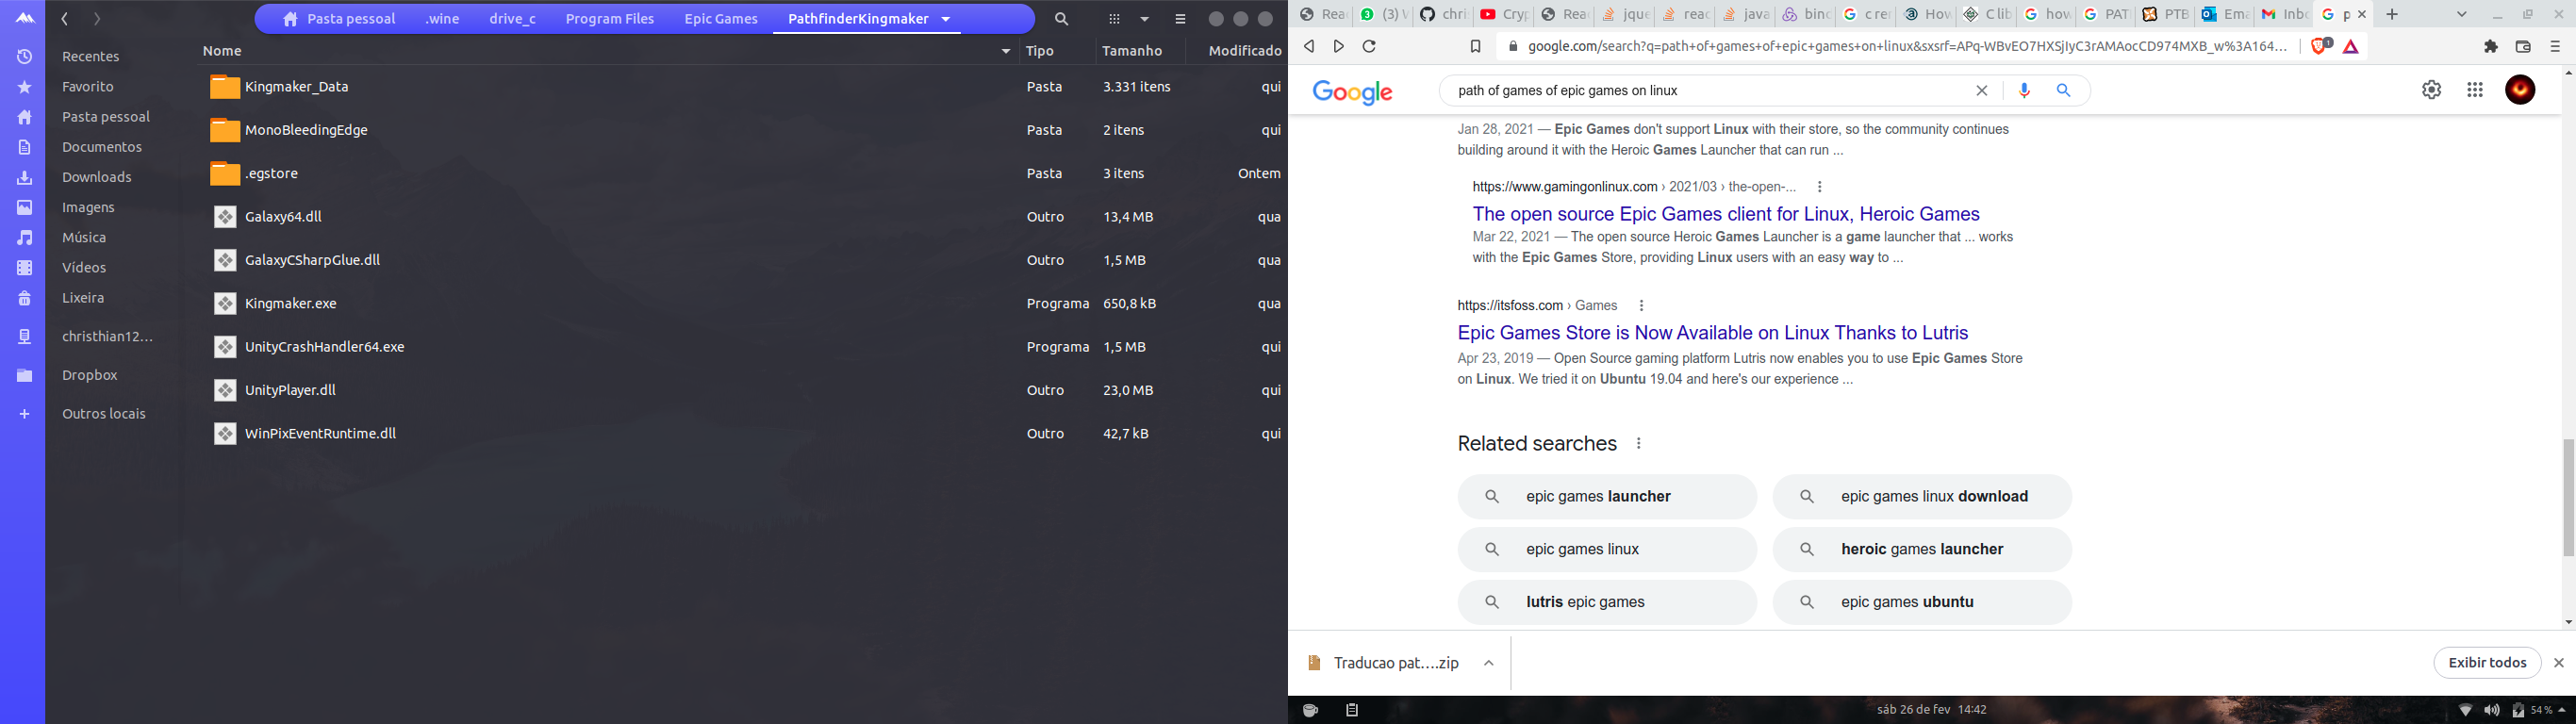 Pasta pessoal .wine drive_c Program Files Epic Games PathfinderKingmaker
Recentes
Favorito
Pasta pessoal
Documentos
Downloads
Imagens
Música
Vídeos
Lixeira
christhian12...
Dropbox
Outros locais
Nome Tipo Tamanho Modificado
Kingmaker_Data Pasta 3.331 itens qui
MonoBleedingEdge Pasta 2 itens qui
.egstore Pasta 3 itens Ontem
Galaxy64.dll Outro 13,4 MB qua
GalaxyCSharpGlue.dll Outro 1,5 MB qua
Kingmaker.exe Programa 650,8 kB qua
UnityCrashHandler64.exe Programa 1,5 MB qui
UnityPlayer.dll Outro 23,0 MB qui
WinPixEventRuntime.dll Outro 42,7 kB qui
Rea (3) W chri Cryp Rea jque reac java binc c rer How C lib how PAT PTB Ema Inbo p
google.com/search?q=path+of+games+of+epic+games+on+linux&sxsrf=APq-WBvEO7HXSjIyC3rAMAocCD974MXB_w%3A164... 1
Google path of games of epic games on linux
Jan 28, 2021 — Epic Games don't support Linux with their store, so the community continues
building around it with the Heroic Games Launcher that can run ...
https://www.gamingonlinux.com › 2021/03 › the-open-...
The open source Epic Games client for Linux, Heroic Games
Mar 22, 2021 — The open source Heroic Games Launcher is a game launcher that ... works
with the Epic Games Store, providing Linux users with an easy way to ...
https://itsfoss.com › Games
Epic Games Store is Now Available on Linux Thanks to Lutris
Apr 23, 2019 — Open Source gaming platform Lutris now enables you to use Epic Games Store
on Linux. We tried it on Ubuntu 19.04 and here's our experience ...
Related searches
epic games launcher epic games linux download
epic games linux heroic games launcher
lutris epic games epic games ubuntu
Traducao pat....zip Exibir todos
sáb 26 de fev 14:42 54 %